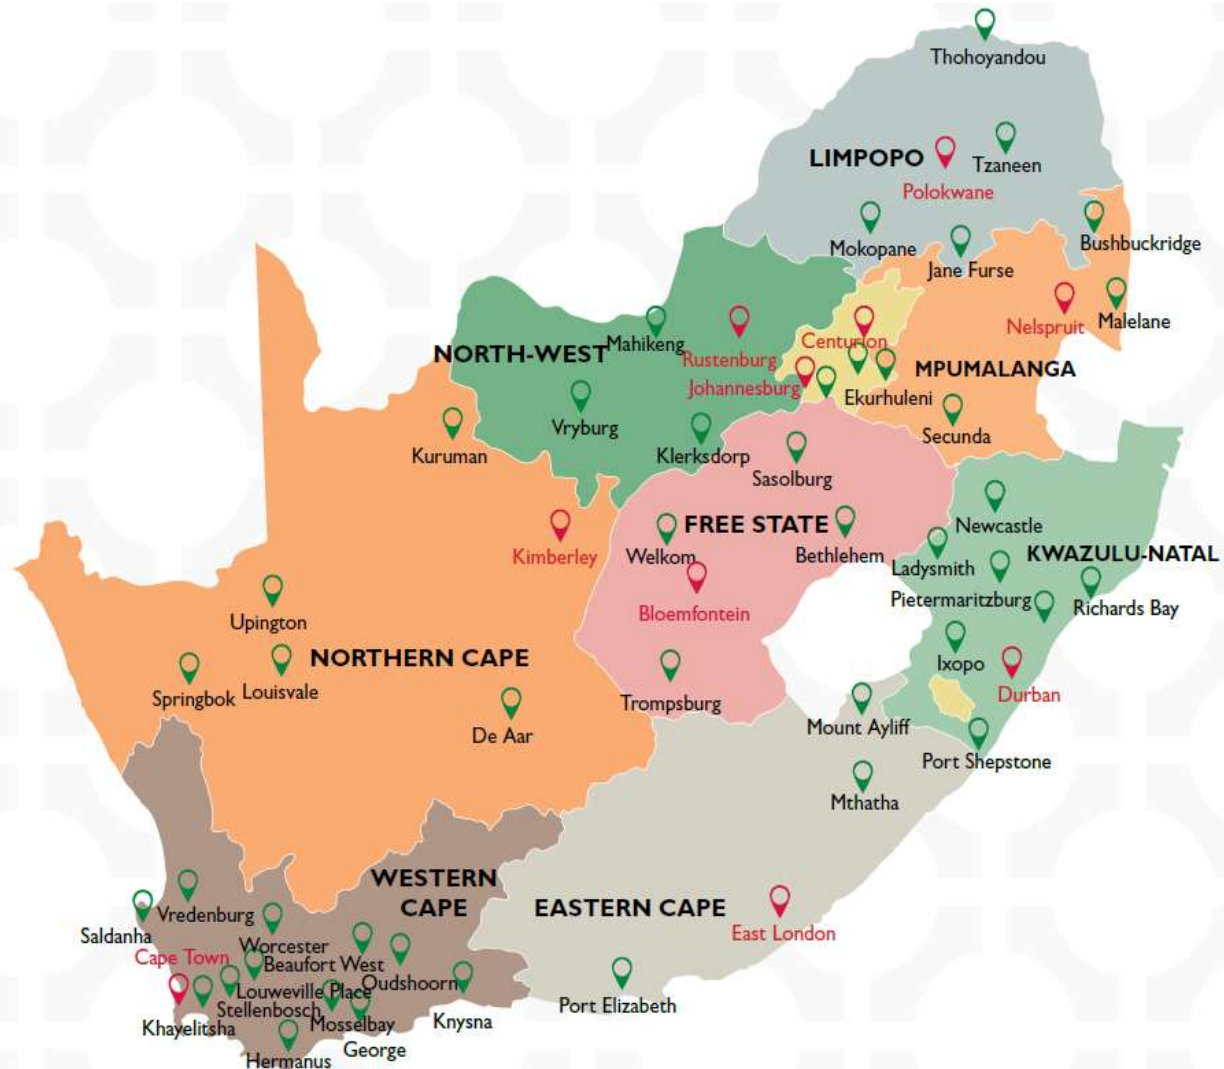 Thohoyandou
LIMPOPO
Tzaneen
Polokwane
Mokopane
Bushbuckridge
Jane Furse
Nelspruit
Malelane
NORTH-WEST
Mahikeng
Rustenburg
Centurion
Johannesburg
MPUMALANGA
Ekurhuleni
Vryburg
Secunda
Kuruman
Klerksdorp
Sasolburg
Newcastle
FREE STATE
Kimberley
Welkom
Bethlehem
Ladysmith
KWAZULU-NATAL
Pietermaritzburg
Richards Bay
Bloemfontein
Upington
NORTHERN CAPE
Ixopo
Springbok
Louisvale
Trompsburg
Durban
De Aar
Mount Ayliff
Port Shepstone
Mthatha
WESTERN
CAPE
EASTERN CAPE
Vredenburg
Saldanha
East London
Worcester
Cape Town
Beaufort West
Oudshoorn
Louweville Place
Stellenbosch
Port Elizabeth
Khayelitsha
Mosselbay
Knysna
George
Hermanus